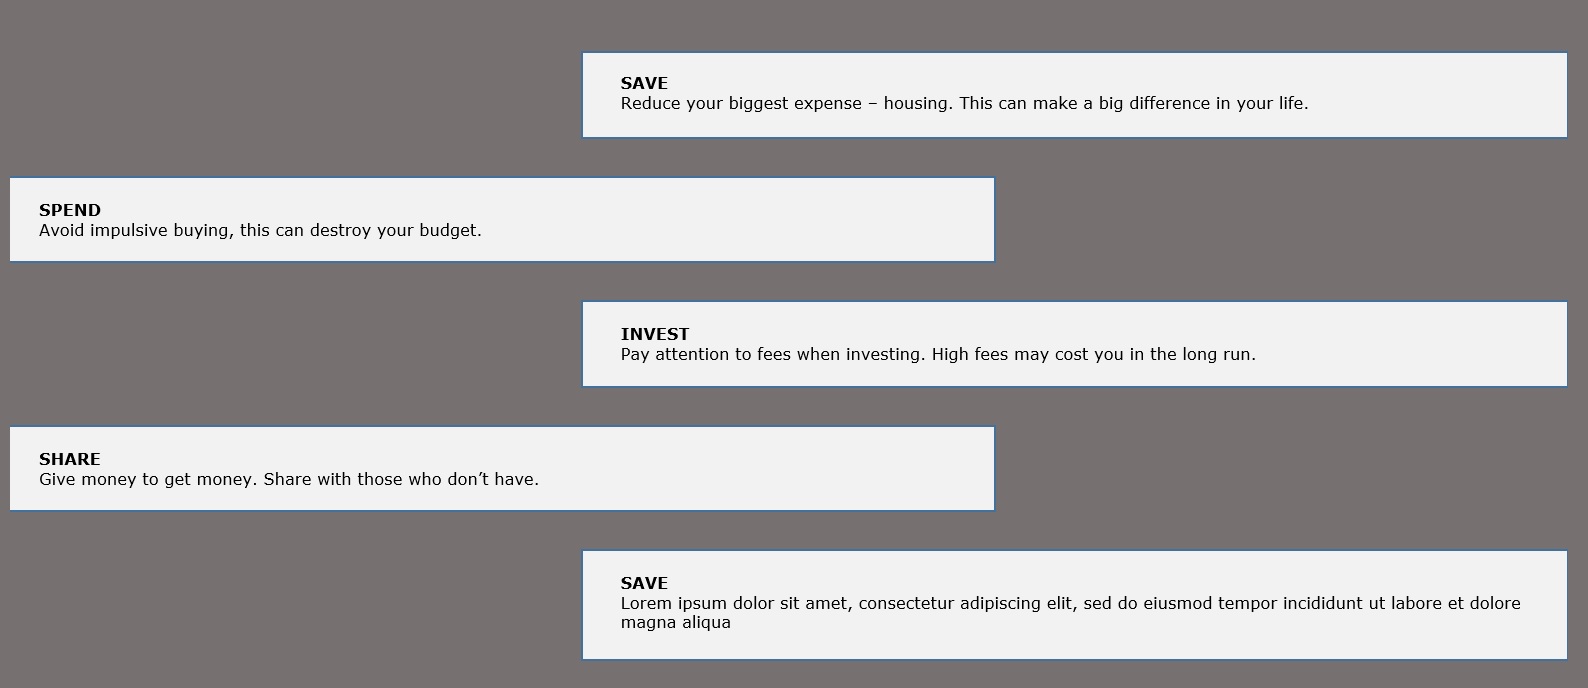 SAVE
Reduce your biggest expense – housing. This can make a big difference in your life.
SPEND
Avoid impulsive buying, this can destroy your budget.
INVEST
Pay attention to fees when investing. High fees may cost you in the long run.
SHARE
Give money to get money. Share with those who don’t have.
SAVE
Lorem ipsum dolor sit amet, consectetur adipiscing elit, sed do eiusmod tempor incididunt ut labore et dolore
magna aliqua